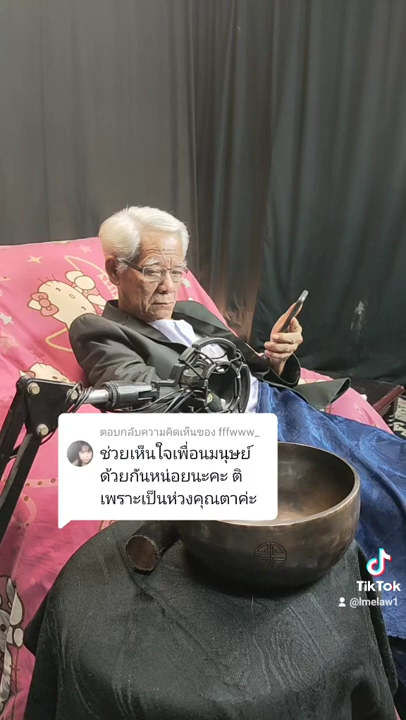 ตอบกลับความคิดเห็นของ fffwww_
ช่วยเห็นใจเพื่อนมนุษย์
ด้วยกันหน่อยนะคะ ติ
เพราะเป็นห่วงคุณตาค่ะ
TikTok
@lmelaw1